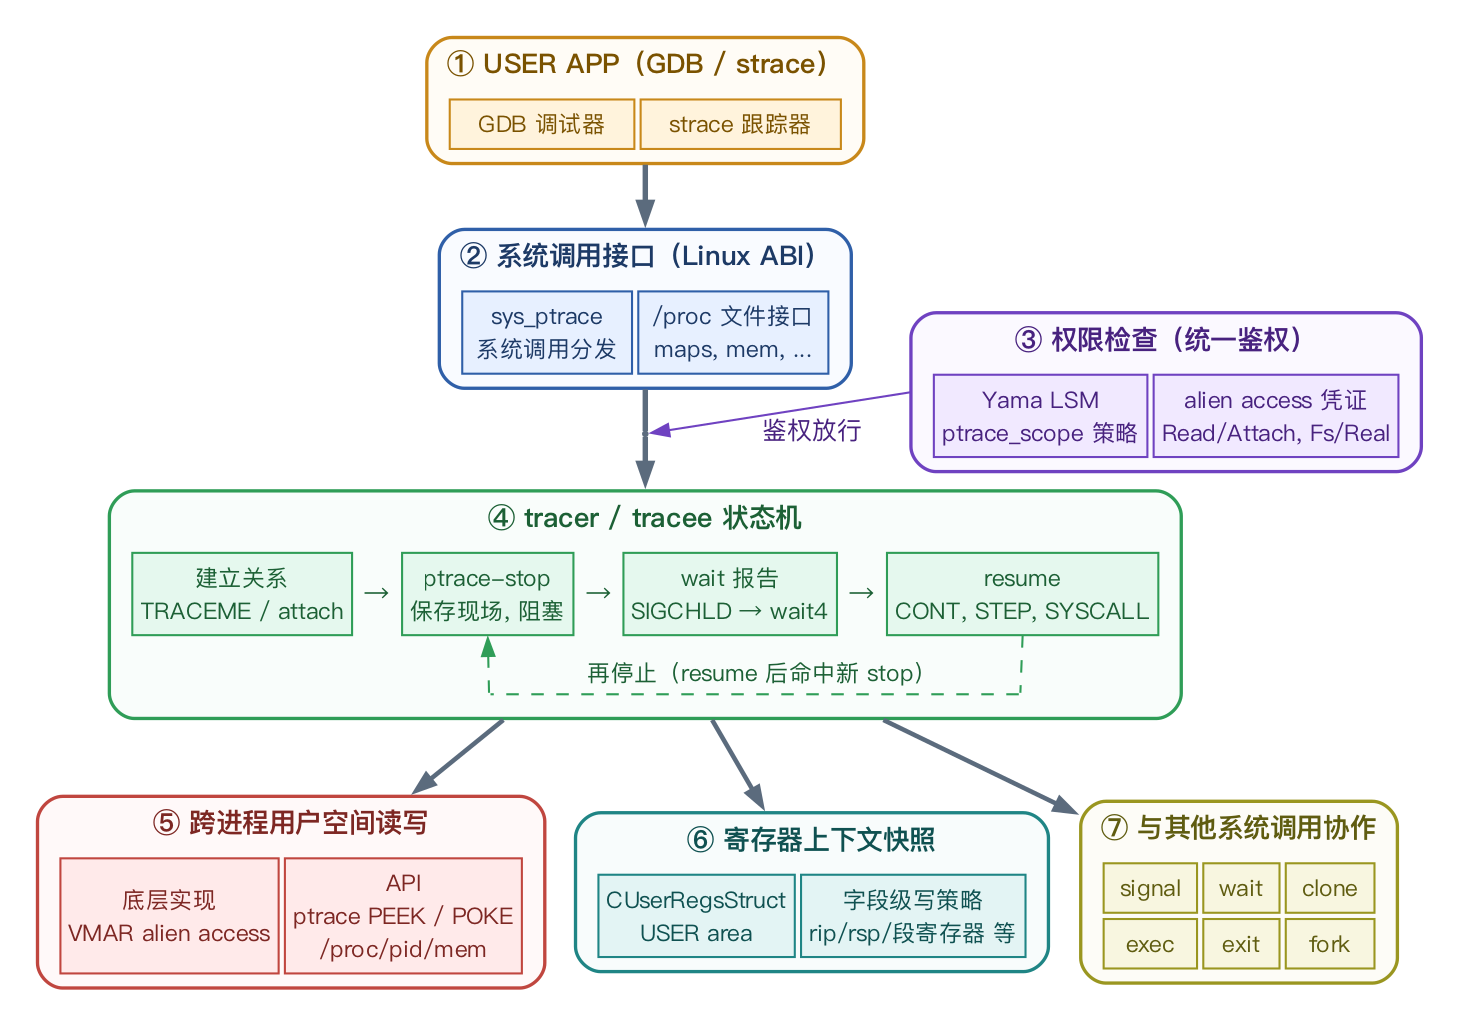 ① USER APP（GDB / strace）
GDB 调试器
strace 跟踪器
② 系统调用接口（Linux ABI）
sys_ptrace
系统调用分发
/proc 文件接口
maps, mem, ...
③ 权限检查（统一鉴权）
Yama LSM
ptrace_scope 策略
alien access 凭证
Read/Attach, Fs/Real
鉴权放行
④ tracer / tracee 状态机
建立关系
TRACEME / attach
→
ptrace-stop
保存现场, 阻塞
→
wait 报告
SIGCHLD → wait4
→
resume
CONT, STEP, SYSCALL
再停止（resume 后命中新 stop）
⑤ 跨进程用户空间读写
底层实现
VMAR alien access
API
ptrace PEEK / POKE
/proc/pid/mem
⑥ 寄存器上下文快照
CUserRegsStruct
USER area
字段级写策略
rip/rsp/段寄存器 等
⑦ 与其他系统调用协作
signal
wait
clone
exec
exit
fork